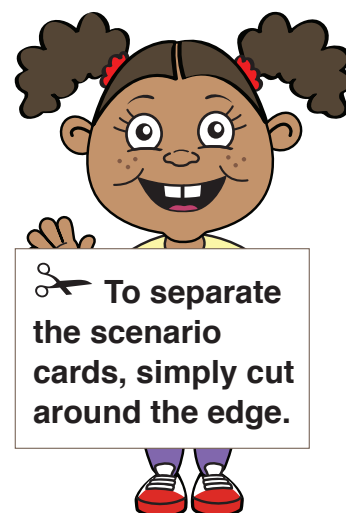 To separate
the scenario
cards, simply cut
around the edge.